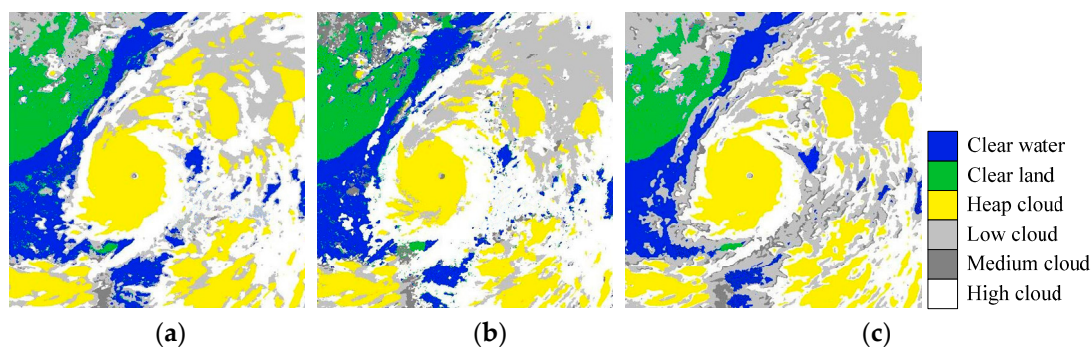 Clear water
Clear land
Heap cloud
Low cloud
Medium cloud
High cloud
(a)
(b)
(c)